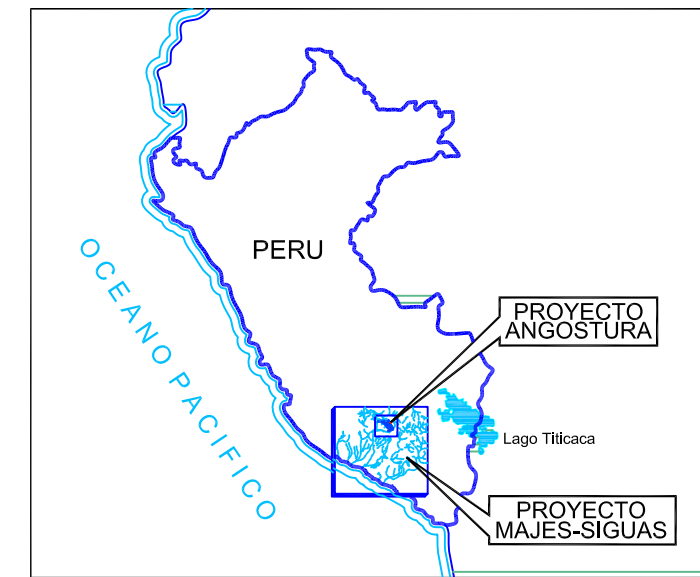 PERU
OCEANO PACIFICO
PROYECTO
ANGOSTURA
Lago Titicaca
PROYECTO
MAJES-SIGUAS